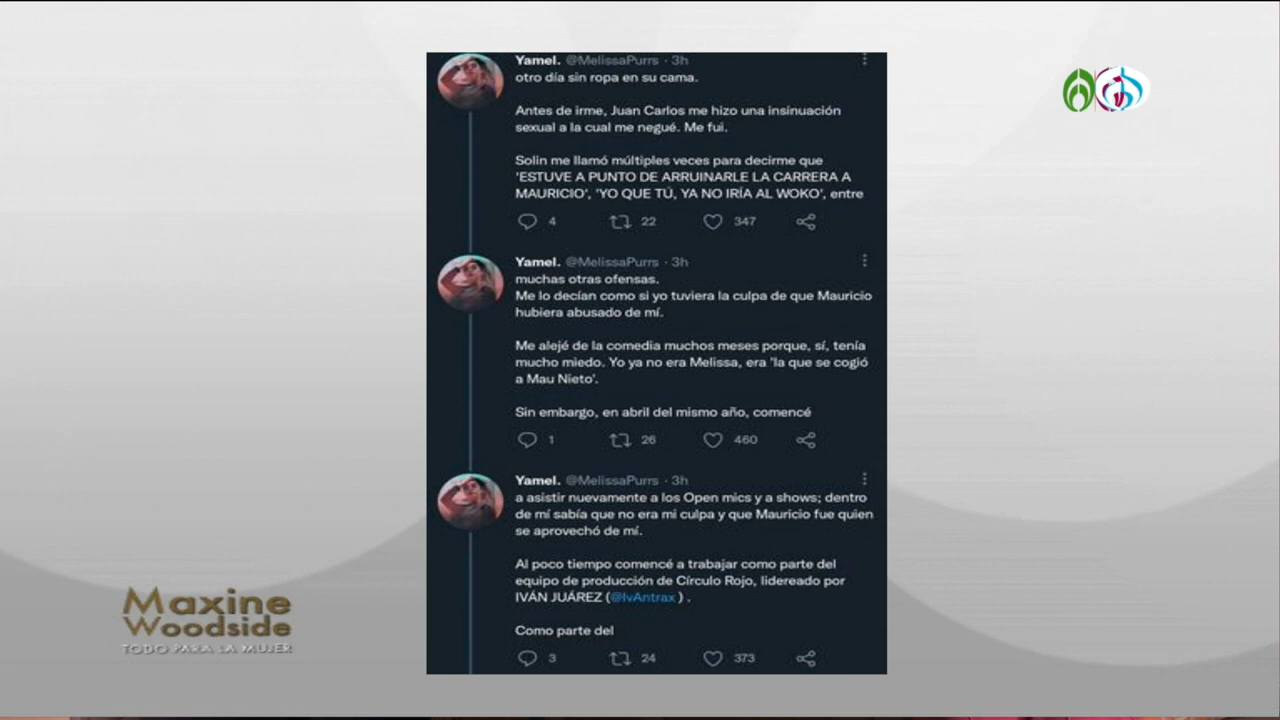 Yamel. @MelissaPurrs · 3h
otro día sin ropa en su cama.
Antes de irme, Juan Carlos me hizo una insinuación
sexual a la cual me negué. Me fui.
Solin me llamó múltiples veces para decirme que
'ESTUVE A PUNTO DE ARRUINARLE LA CARRERA A
MAURICIO', 'YO QUE TÚ, YA NO IRÍA AL WOKO', entre
4 22 347
Yamel. @MelissaPurrs · 3h
muchas otras ofensas.
Me lo decían como si yo tuviera la culpa de que Mauricio
hubiera abusado de mí.
Me alejé de la comedia muchos meses porque, sí, tenía
mucho miedo. Yo ya no era Melissa, era 'la que se cogió
a Mau Nieto'.
Sin embargo, en abril del mismo año, comencé
1 26 460
Yamel. @MelissaPurrs · 3h
a asistir nuevamente a los Open mics y a shows; dentro
de mí sabía que no era mi culpa y que Mauricio fue quien
se aprovechó de mí.
Al poco tiempo comencé a trabajar como parte del
equipo de producción de Círculo Rojo, lidereado por
IVÁN JUÁREZ (@IvAntrax ) .
Como parte del
3 24 373
Maxine
Woodside
TODO PARA LA MUJER